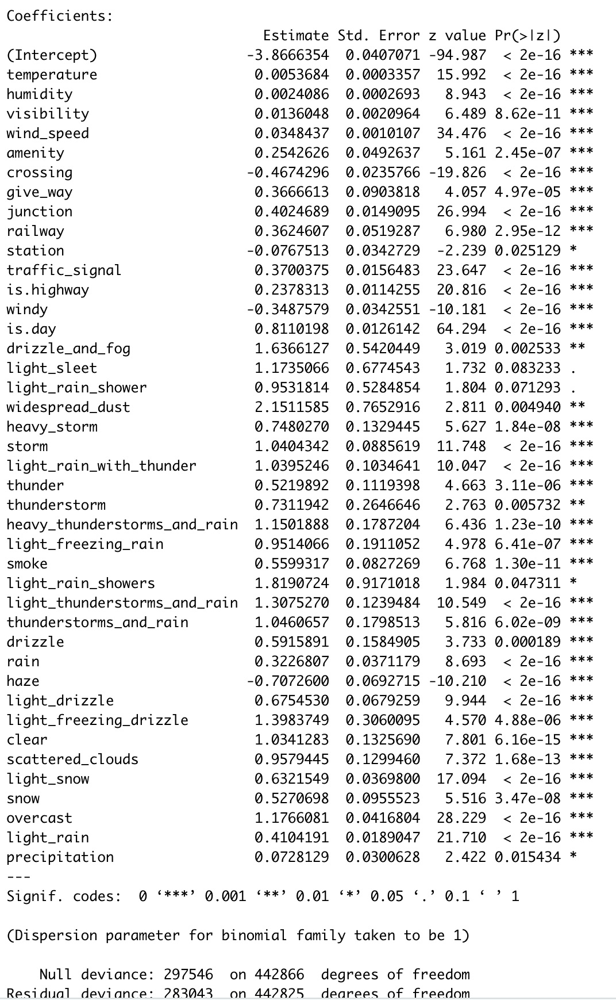 Coefficients:
                               Estimate Std. Error z value Pr(>|z|)
(Intercept)                  -3.8666354  0.0407071 -94.987  < 2e-16 ***
temperature                   0.0053684  0.0003357  15.992  < 2e-16 ***
humidity                      0.0024086  0.0002693   8.943  < 2e-16 ***
visibility                    0.0136048  0.0020964   6.489 8.62e-11 ***
wind_speed                    0.0348437  0.0010107  34.476  < 2e-16 ***
amenity                       0.2542626  0.0492637   5.161 2.45e-07 ***
crossing                     -0.4674296  0.0235766 -19.826  < 2e-16 ***
give_way                      0.3666613  0.0903818   4.057 4.97e-05 ***
junction                      0.4024689  0.0149095  26.994  < 2e-16 ***
railway                       0.3624607  0.0519287   6.980 2.95e-12 ***
station                      -0.0767513  0.0342729  -2.239 0.025129 *
traffic_signal                0.3700375  0.0156483  23.647  < 2e-16 ***
is.highway                    0.2378313  0.0114255  20.816  < 2e-16 ***
windy                        -0.3487579  0.0342551 -10.181  < 2e-16 ***
is.day                        0.8110198  0.0126142  64.294  < 2e-16 ***
drizzle_and_fog               1.6366127  0.5420449   3.019 0.002533 **
light_sleet                   1.1735066  0.6774543   1.732 0.083233 .
light_rain_shower             0.9531814  0.5284854   1.804 0.071293 .
widespread_dust               2.1511585  0.7652916   2.811 0.004940 **
heavy_storm                   0.7480270  0.1329445   5.627 1.84e-08 ***
storm                         1.0404342  0.0885619  11.748  < 2e-16 ***
light_rain_with_thunder       1.0395246  0.1034641  10.047  < 2e-16 ***
thunder                       0.5219892  0.1119398   4.663 3.11e-06 ***
thunderstorm                  0.7311942  0.2646646   2.763 0.005732 **
heavy_thunderstorms_and_rain  1.1501888  0.1787204   6.436 1.23e-10 ***
light_freezing_rain           0.9514066  0.1911052   4.978 6.41e-07 ***
smoke                         0.5599317  0.0827269   6.768 1.30e-11 ***
light_rain_showers            1.8190724  0.9171018   1.984 0.047311 *
light_thunderstorms_and_rain  1.3075270  0.1239484  10.549  < 2e-16 ***
thunderstorms_and_rain        1.0460657  0.1798513   5.816 6.02e-09 ***
drizzle                       0.5915891  0.1584905   3.733 0.000189 ***
rain                          0.3226807  0.0371179   8.693  < 2e-16 ***
haze                         -0.7072600  0.0692715 -10.210  < 2e-16 ***
light_drizzle                 0.6754530  0.0679259   9.944  < 2e-16 ***
light_freezing_drizzle        1.3983749  0.3060095   4.570 4.88e-06 ***
clear                         1.0341283  0.1325690   7.801 6.16e-15 ***
scattered_clouds              0.9579445  0.1299460   7.372 1.68e-13 ***
light_snow                    0.6321549  0.0369800  17.094  < 2e-16 ***
snow                          0.5270698  0.0955523   5.516 3.47e-08 ***
overcast                      1.1766081  0.0416804  28.229  < 2e-16 ***
light_rain                    0.4104191  0.0189047  21.710  < 2e-16 ***
precipitation                 0.0728129  0.0300628   2.422 0.015434 *
---
Signif. codes:  0 ‘***’ 0.001 ‘**’ 0.01 ‘*’ 0.05 ‘.’ 0.1 ‘ ’ 1

(Dispersion parameter for binomial family taken to be 1)

    Null deviance: 297546  on 442866  degrees of freedom
Residual deviance: 283043  on 442825  degrees of freedom